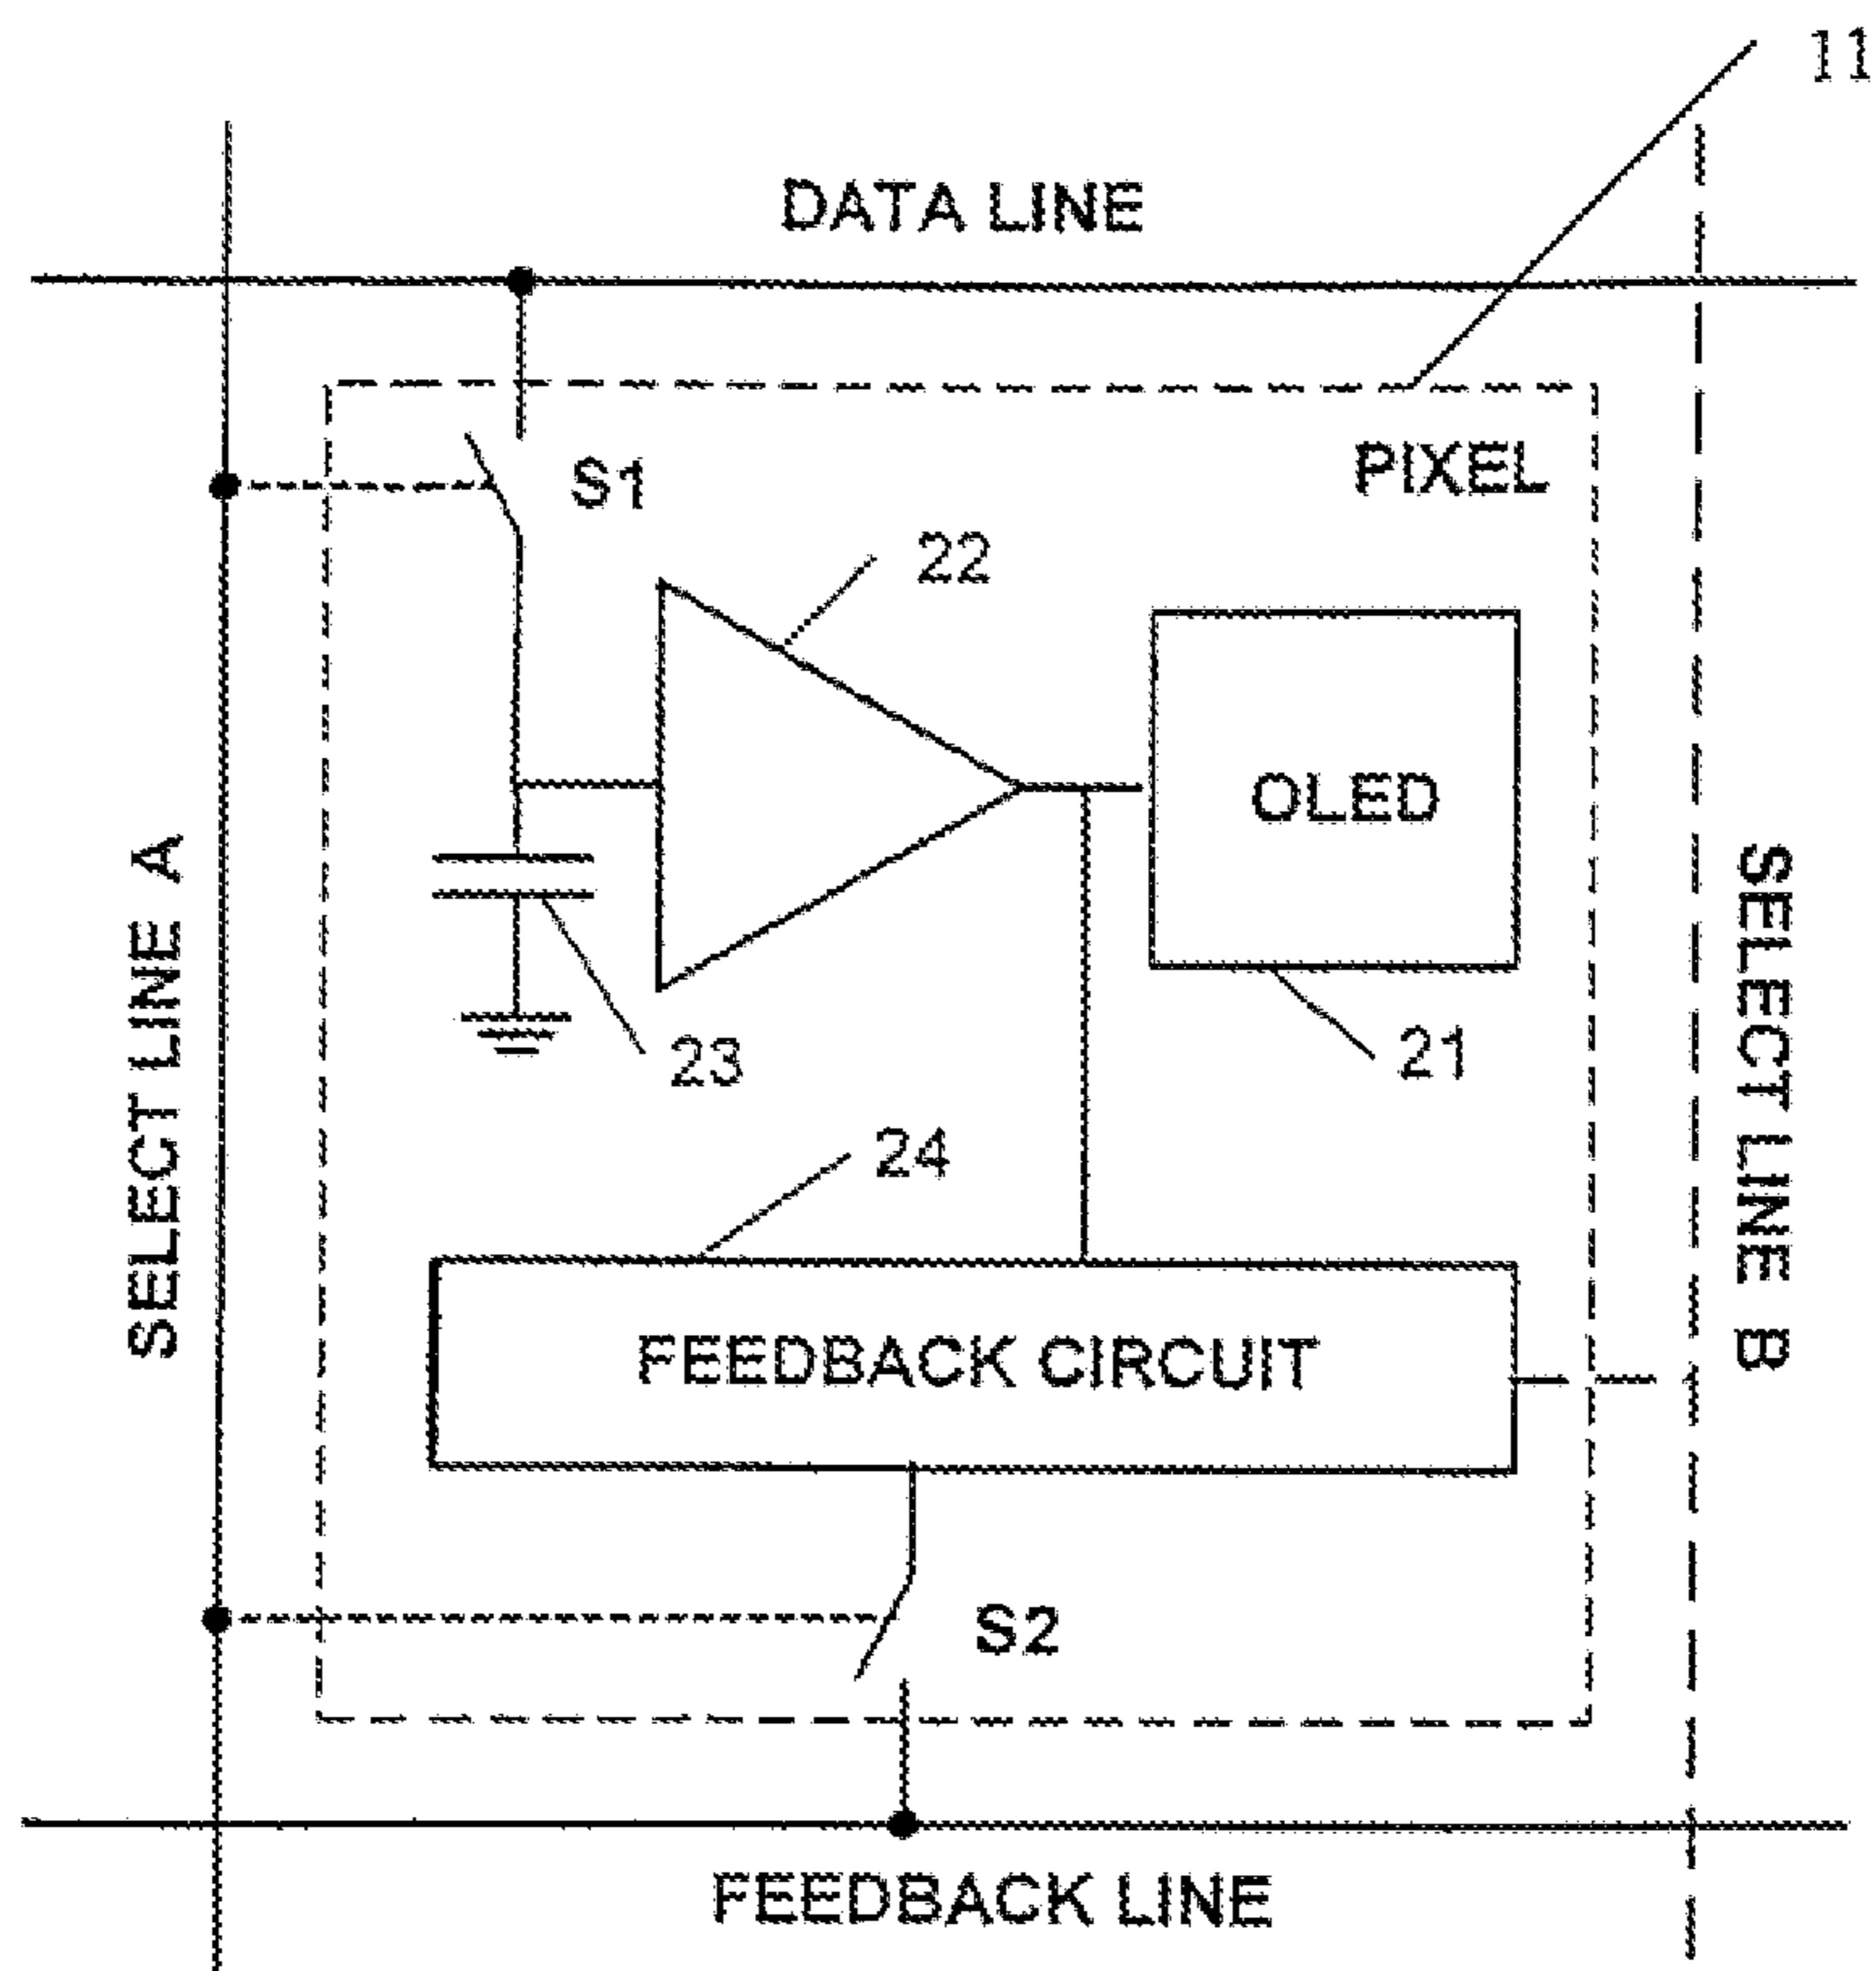 11
DATA LINE
S1
PIXEL
22
OLED
SELECT LINE A
SELECT LINE B
23
21
24
FEEDBACK CIRCUIT
S2
FEEDBACK LINE